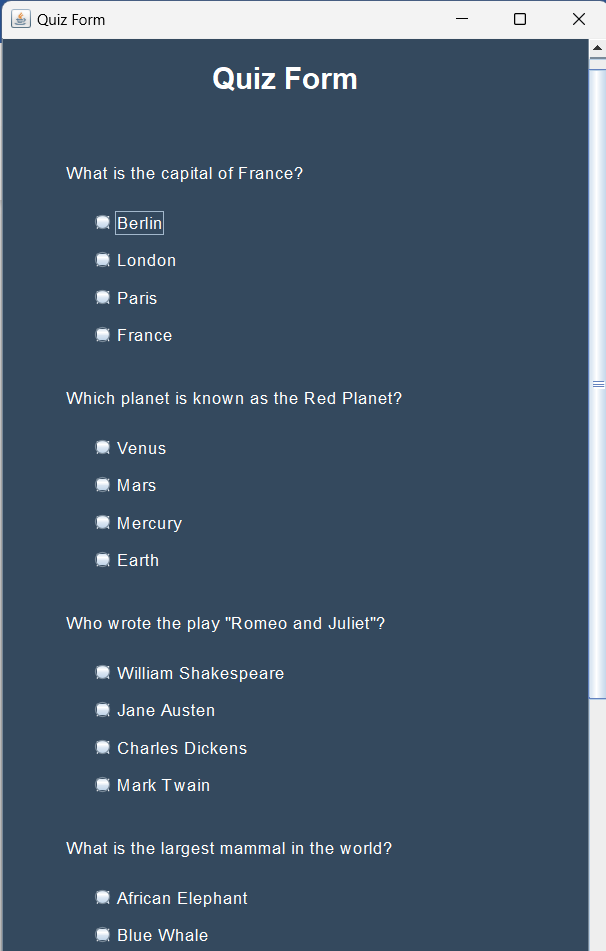 Quiz Form
Quiz Form
What is the capital of France?
Berlin
London
Paris
France
Which planet is known as the Red Planet?
Venus
Mars
Mercury
Earth
Who wrote the play "Romeo and Juliet"?
William Shakespeare
Jane Austen
Charles Dickens
Mark Twain
What is the largest mammal in the world?
African Elephant
Blue Whale